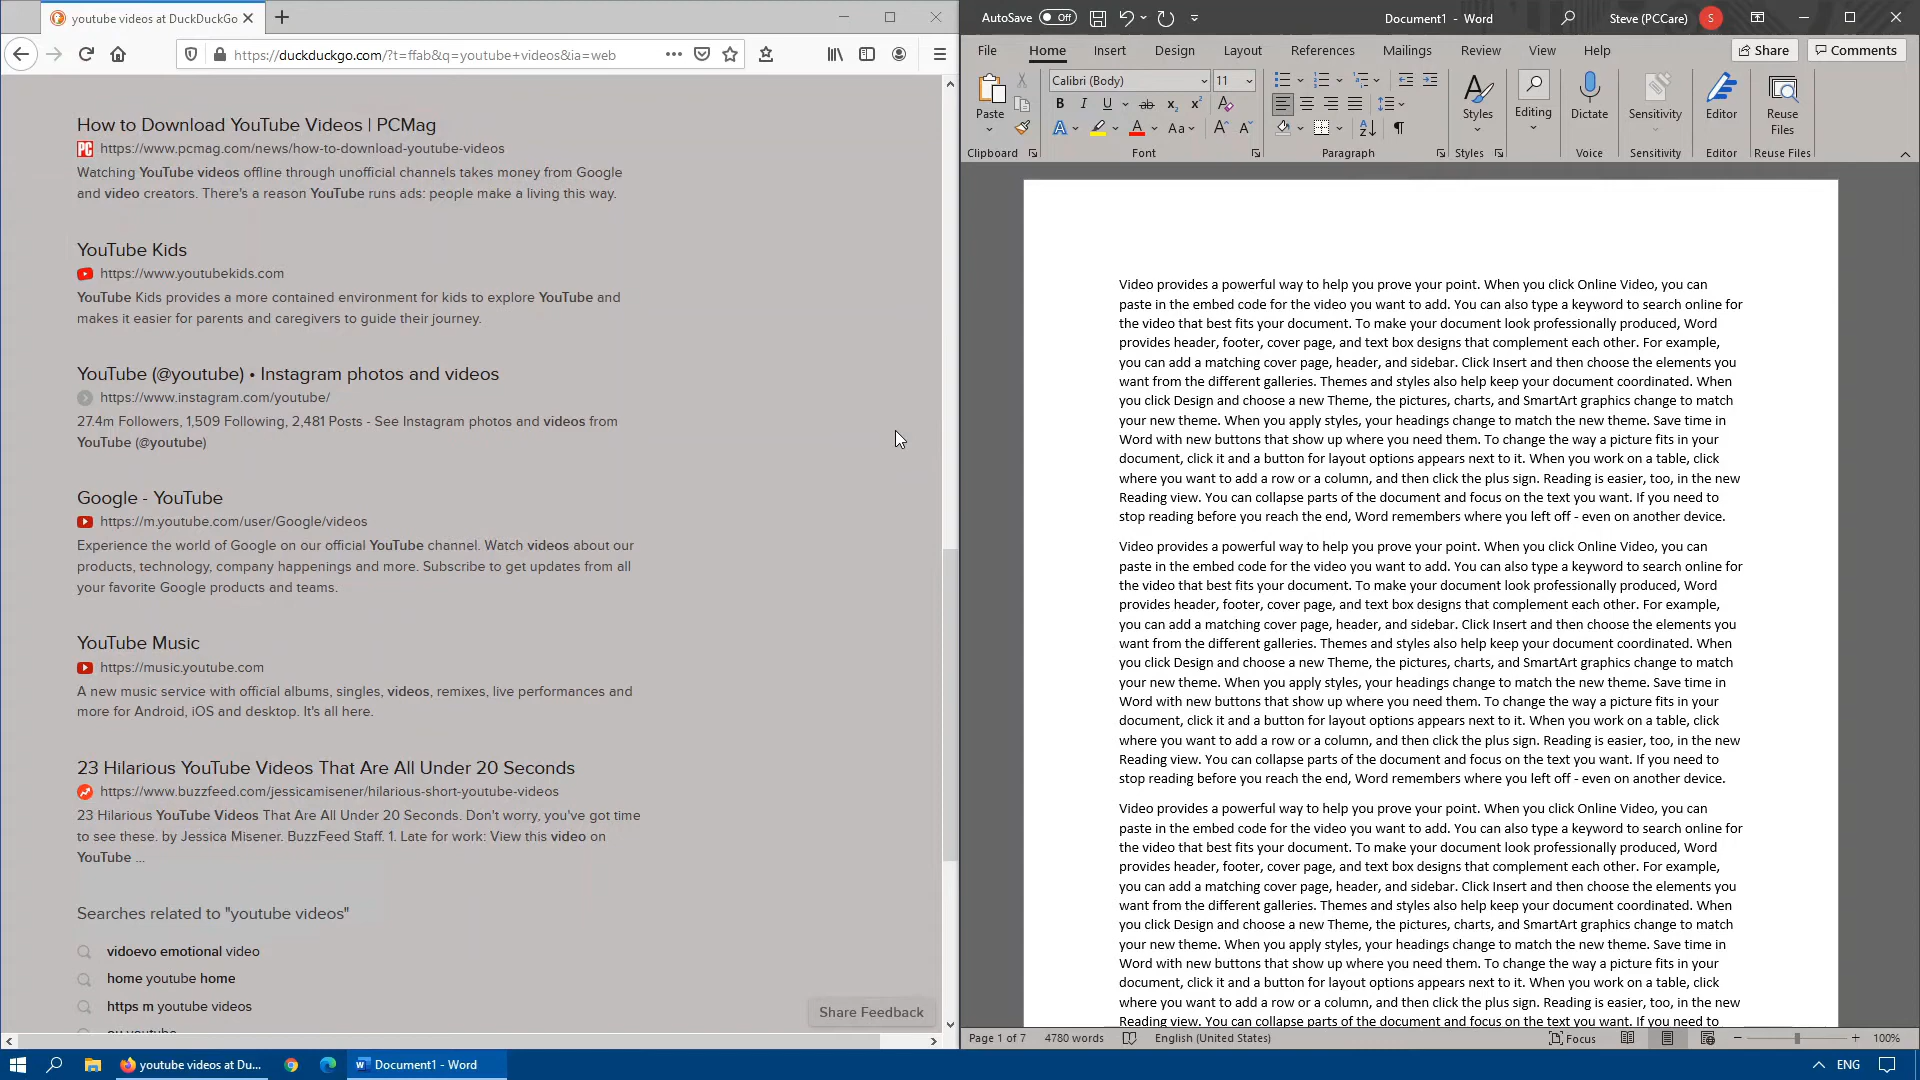 youtube videos at DuckDuckGo
https://duckduckgo.com/?t=ffab&q=youtube+videos&ia=web
How to Download YouTube Videos | PCMag
https://www.pcmag.com/news/how-to-download-youtube-videos
Watching YouTube videos offline through unofficial channels takes money from Google
and video creators. There's a reason YouTube runs ads: people make a living this way.
YouTube Kids
https://www.youtubekids.com
YouTube Kids provides a more contained environment for kids to explore YouTube and
makes it easier for parents and caregivers to guide their journey.
YouTube (@youtube) • Instagram photos and videos
https://www.instagram.com/youtube/
27.4m Followers, 1,509 Following, 2,481 Posts - See Instagram photos and videos from
YouTube (@youtube)
Google - YouTube
https://m.youtube.com/user/Google/videos
Experience the world of Google on our official YouTube channel. Watch videos about our
products, technology, company happenings and more. Subscribe to get updates from all
your favorite Google products and teams.
YouTube Music
https://music.youtube.com
A new music service with official albums, singles, videos, remixes, live performances and
more for Android, iOS and desktop. It's all here.
23 Hilarious YouTube Videos That Are All Under 20 Seconds
https://www.buzzfeed.com/jessicamisener/hilarious-short-youtube-videos
23 Hilarious YouTube Videos That Are All Under 20 Seconds. Don't worry, you've got time
to see these. by Jessica Misener. BuzzFeed Staff. 1. Late for work: View this video on
YouTube ...
Searches related to "youtube videos"
vidoevo emotional video
home youtube home
https m youtube videos
Share Feedback
AutoSave Off
Document1 - Word
Steve (PCCare) S
File Home Insert Design Layout References Mailings Review View Help Share Comments
Paste
Calibri (Body) 11
Styles
Editing
Dictate
Sensitivity
Editor
Reuse
Files
Clipboard Font Paragraph Styles Voice Sensitivity Editor Reuse Files
Video provides a powerful way to help you prove your point. When you click Online Video, you can
paste in the embed code for the video you want to add. You can also type a keyword to search online for
the video that best fits your document. To make your document look professionally produced, Word
provides header, footer, cover page, and text box designs that complement each other. For example,
you can add a matching cover page, header, and sidebar. Click Insert and then choose the elements you
want from the different galleries. Themes and styles also help keep your document coordinated. When
you click Design and choose a new Theme, the pictures, charts, and SmartArt graphics change to match
your new theme. When you apply styles, your headings change to match the new theme. Save time in
Word with new buttons that show up where you need them. To change the way a picture fits in your
document, click it and a button for layout options appears next to it. When you work on a table, click
where you want to add a row or a column, and then click the plus sign. Reading is easier, too, in the new
Reading view. You can collapse parts of the document and focus on the text you want. If you need to
stop reading before you reach the end, Word remembers where you left off - even on another device.
Video provides a powerful way to help you prove your point. When you click Online Video, you can
paste in the embed code for the video you want to add. You can also type a keyword to search online for
the video that best fits your document. To make your document look professionally produced, Word
provides header, footer, cover page, and text box designs that complement each other. For example,
you can add a matching cover page, header, and sidebar. Click Insert and then choose the elements you
want from the different galleries. Themes and styles also help keep your document coordinated. When
you click Design and choose a new Theme, the pictures, charts, and SmartArt graphics change to match
your new theme. When you apply styles, your headings change to match the new theme. Save time in
Word with new buttons that show up where you need them. To change the way a picture fits in your
document, click it and a button for layout options appears next to it. When you work on a table, click
where you want to add a row or a column, and then click the plus sign. Reading is easier, too, in the new
Reading view. You can collapse parts of the document and focus on the text you want. If you need to
stop reading before you reach the end, Word remembers where you left off - even on another device.
Video provides a powerful way to help you prove your point. When you click Online Video, you can
paste in the embed code for the video you want to add. You can also type a keyword to search online for
the video that best fits your document. To make your document look professionally produced, Word
provides header, footer, cover page, and text box designs that complement each other. For example,
you can add a matching cover page, header, and sidebar. Click Insert and then choose the elements you
want from the different galleries. Themes and styles also help keep your document coordinated. When
you click Design and choose a new Theme, the pictures, charts, and SmartArt graphics change to match
your new theme. When you apply styles, your headings change to match the new theme. Save time in
Word with new buttons that show up where you need them. To change the way a picture fits in your
document, click it and a button for layout options appears next to it. When you work on a table, click
where you want to add a row or a column, and then click the plus sign. Reading is easier, too, in the new
Reading view. You can collapse parts of the document and focus on the text you want. If you need to
Page 1 of 7 4780 words English (United States) Focus 100%
youtube videos at Du... Document1 - Word ENG